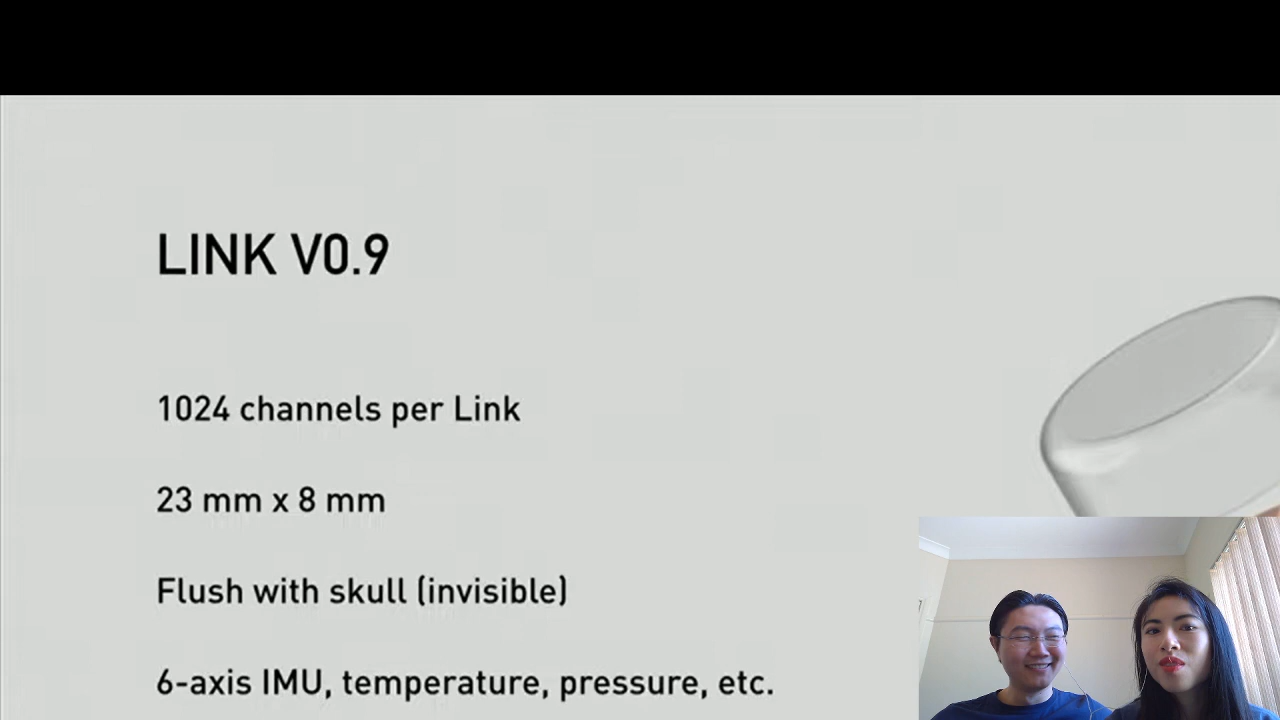 LINK V0.9
1024 channels per Link
23 mm x 8 mm
Flush with skull (invisible)
6-axis IMU, temperature, pressure, etc.